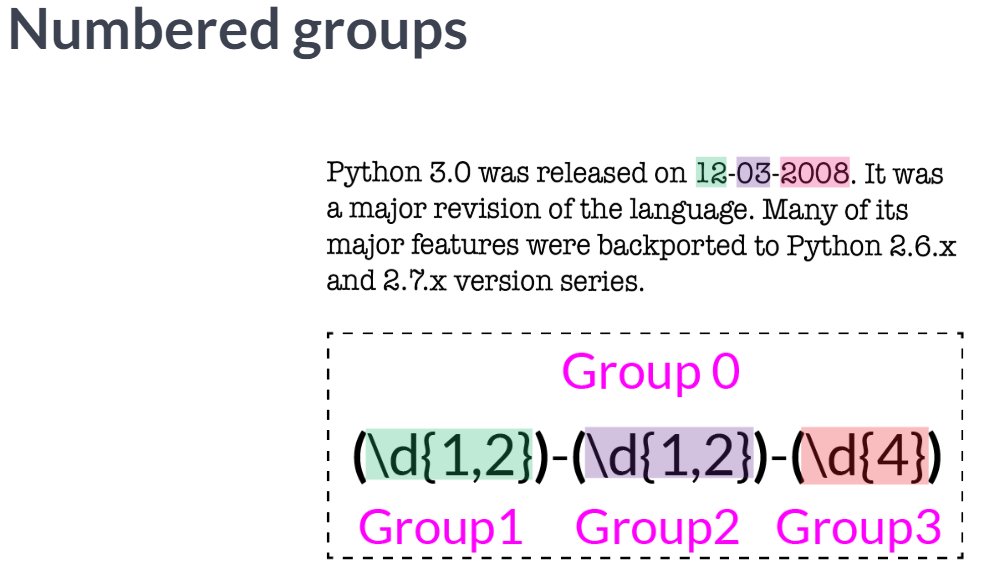 Numbered groups
Python 3.0 was released on 12-03-2008. It was
a major revision of the language. Many of its
major features were backported to Python 2.6.x
and 2.7.x version series.
Group 0
(\d{1,2})-(\d{1,2})-(\d{4})
Group1 Group2 Group3